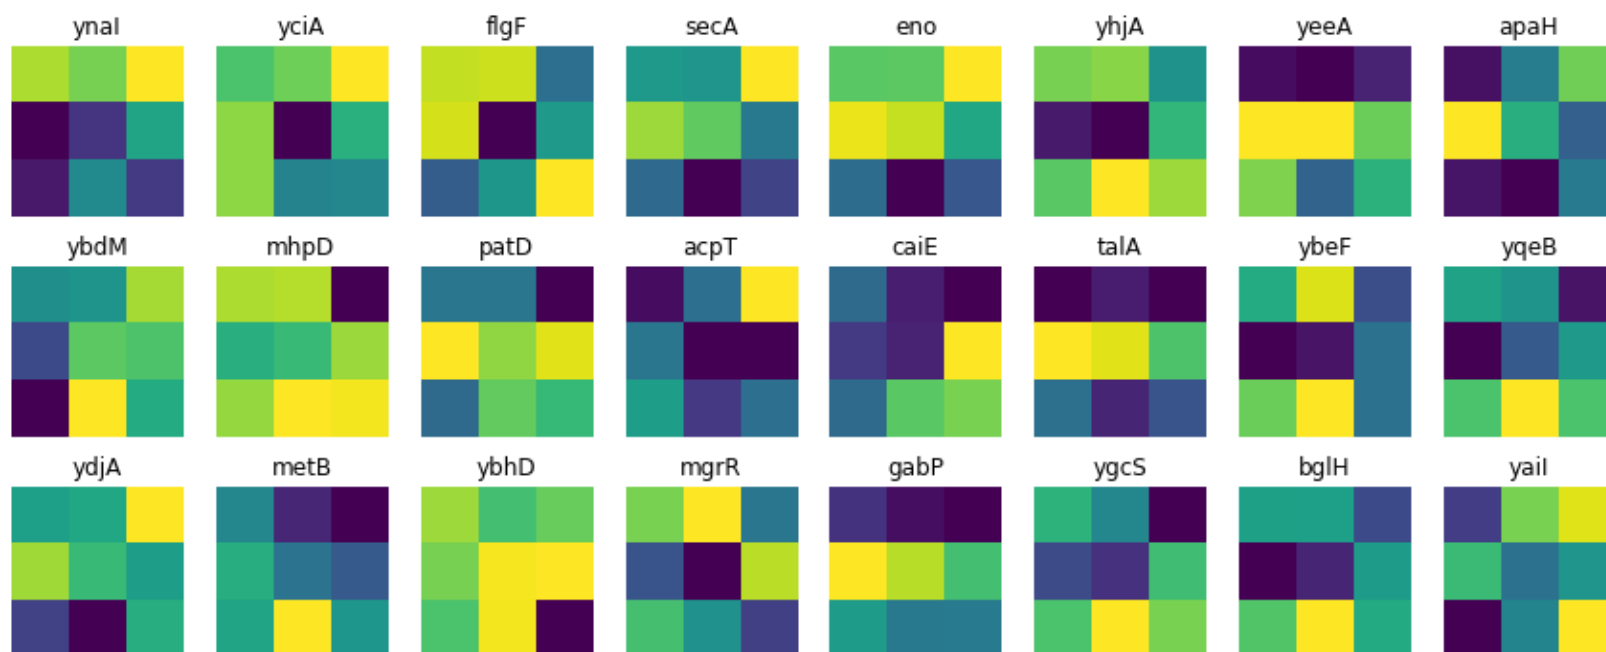 ynaI yciA flgF secA eno yhjA yeeA apaH
ybdM mhpD patD acpT caiE talA ybeF yqeB
ydjA metB ybhD mgrR gabP ygcS bglH yaiI